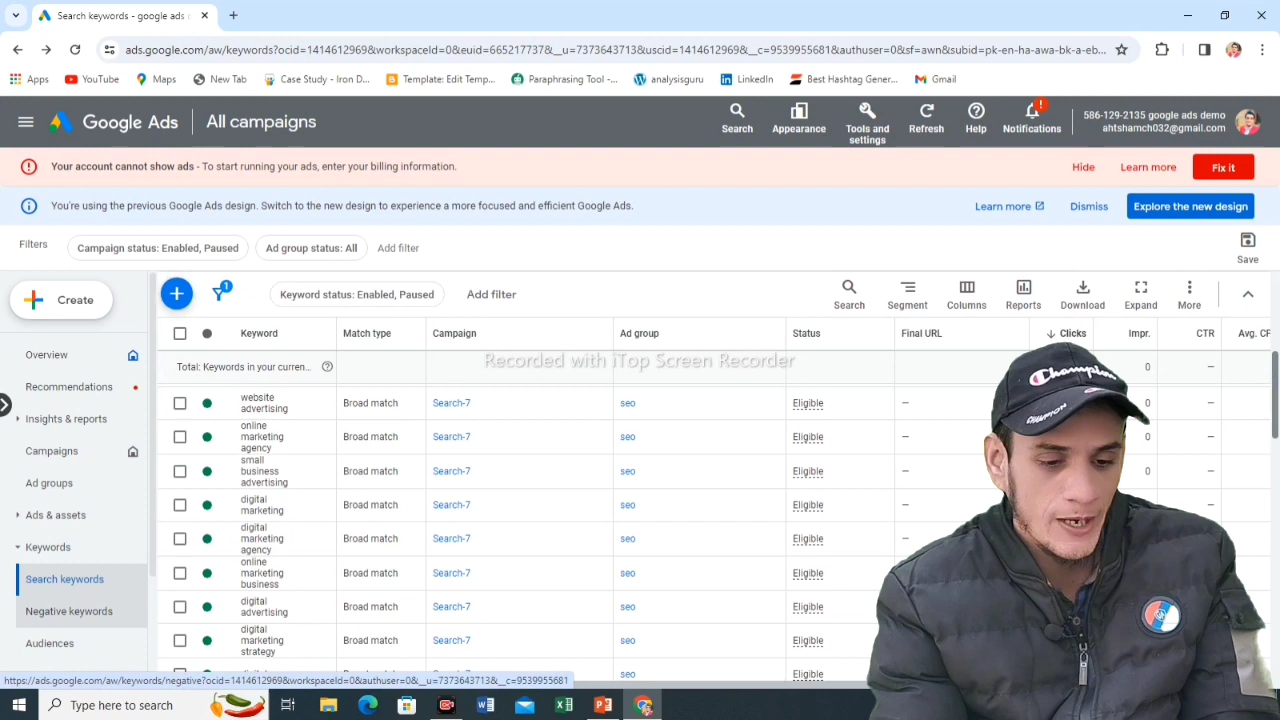 Search keywords - google ads
ads.google.com/aw/keywords?ocid=1414612969&workspaceId=0&euid=665217737&__u=7373643713&uscid=1414612969&__c=9539955681&authuser=0&sf=awn&subid=pk-en-ha-awa-bk-a-eb...
Apps YouTube Maps New Tab Case Study - Iron D... Template: Edit Temp... Paraphrasing Tool -... analysisguru LinkedIn Best Hashtag Gener... Gmail
Google Ads All campaigns
Search Appearance Tools and settings Refresh Help Notifications
586-129-2135 google ads demo
ahtshamch032@gmail.com
Your account cannot show ads - To start running your ads, enter your billing information. Hide Learn more Fix it
You're using the previous Google Ads design. Switch to the new design to experience a more focused and efficient Google Ads. Learn more Dismiss Explore the new design
Filters Campaign status: Enabled, Paused Ad group status: All Add filter Save
Create
Overview
Recommendations
Insights & reports
Campaigns
Ad groups
Ads & assets
Keywords
Search keywords
Negative keywords
Audiences
1 Keyword status: Enabled, Paused Add filter Search Segment Columns Reports Download Expand More
Keyword Match type Campaign Ad group Status Final URL Clicks Impr. CTR Avg. CP
Total: Keywords in your curren... 0 —
Recorded with iTop Screen Recorder
website advertising Broad match Search-7 seo Eligible — 0 —
online marketing agency Broad match Search-7 seo Eligible — 0 —
small business advertising Broad match Search-7 seo Eligible — 0 —
digital marketing Broad match Search-7 seo Eligible — —
digital marketing agency Broad match Search-7 seo Eligible — —
online marketing business Broad match Search-7 seo Eligible —
digital advertising Broad match Search-7 seo Eligible
digital marketing strategy Broad match Search-7 seo Eligible
Champion
CHAMPION
https://ads.google.com/aw/keywords/negative?ocid=1414612969&workspaceId=0&authuser=0&__u=7373643713&__c=9539955681
Type here to search